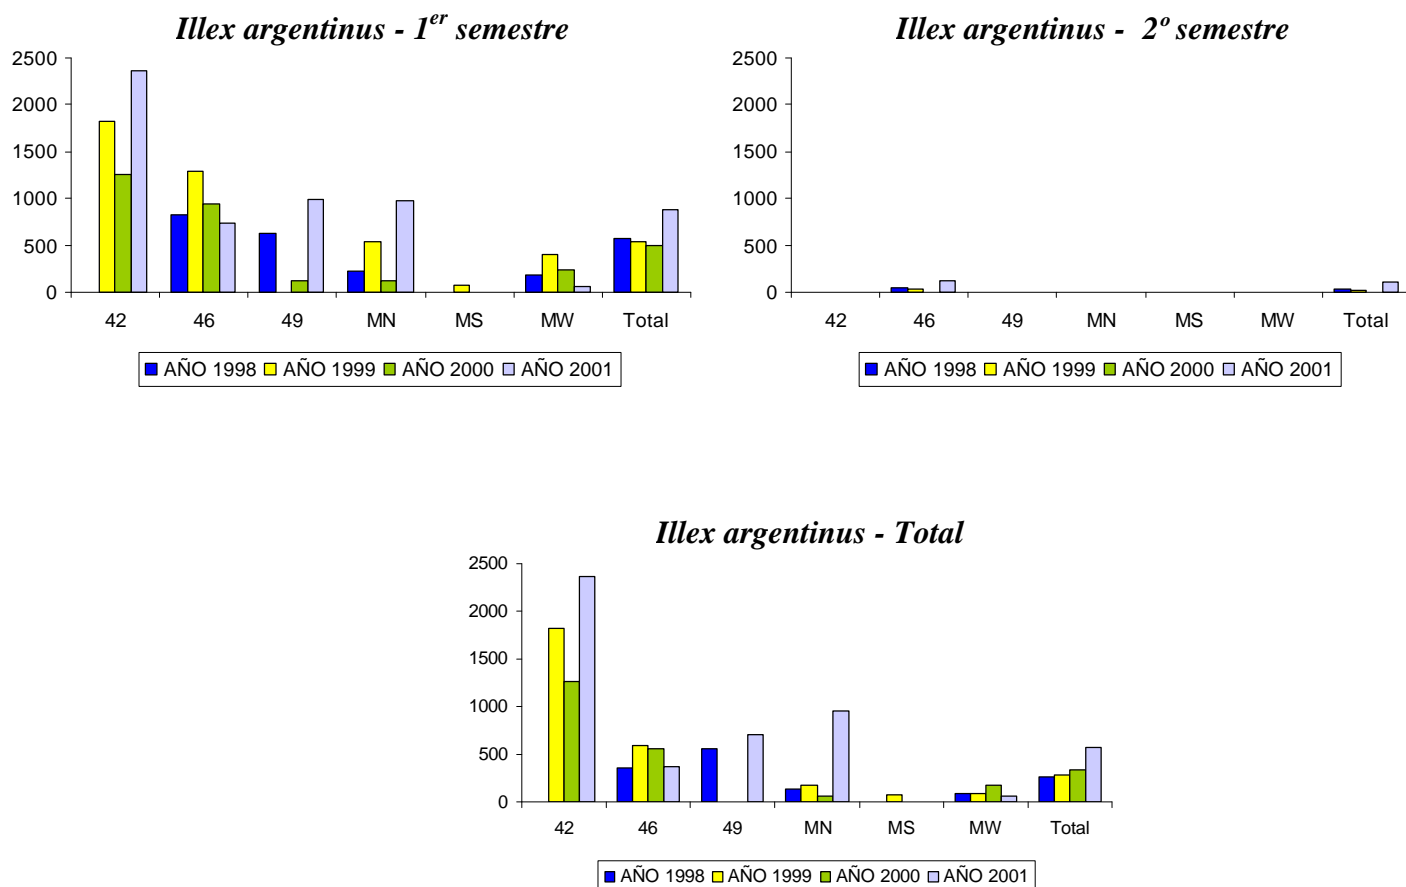 Illex argentinus - 1er semestre
2500
2000
1500
1000
500
0
42 46 49 MN MS MW Total
AÑO 1998 AÑO 1999 AÑO 2000 AÑO 2001
Illex argentinus - 2º semestre
2500
2000
1500
1000
500
0
42 46 49 MN MS MW Total
AÑO 1998 AÑO 1999 AÑO 2000 AÑO 2001
Illex argentinus - Total
2500
2000
1500
1000
500
0
42 46 49 MN MS MW Total
AÑO 1998 AÑO 1999 AÑO 2000 AÑO 2001